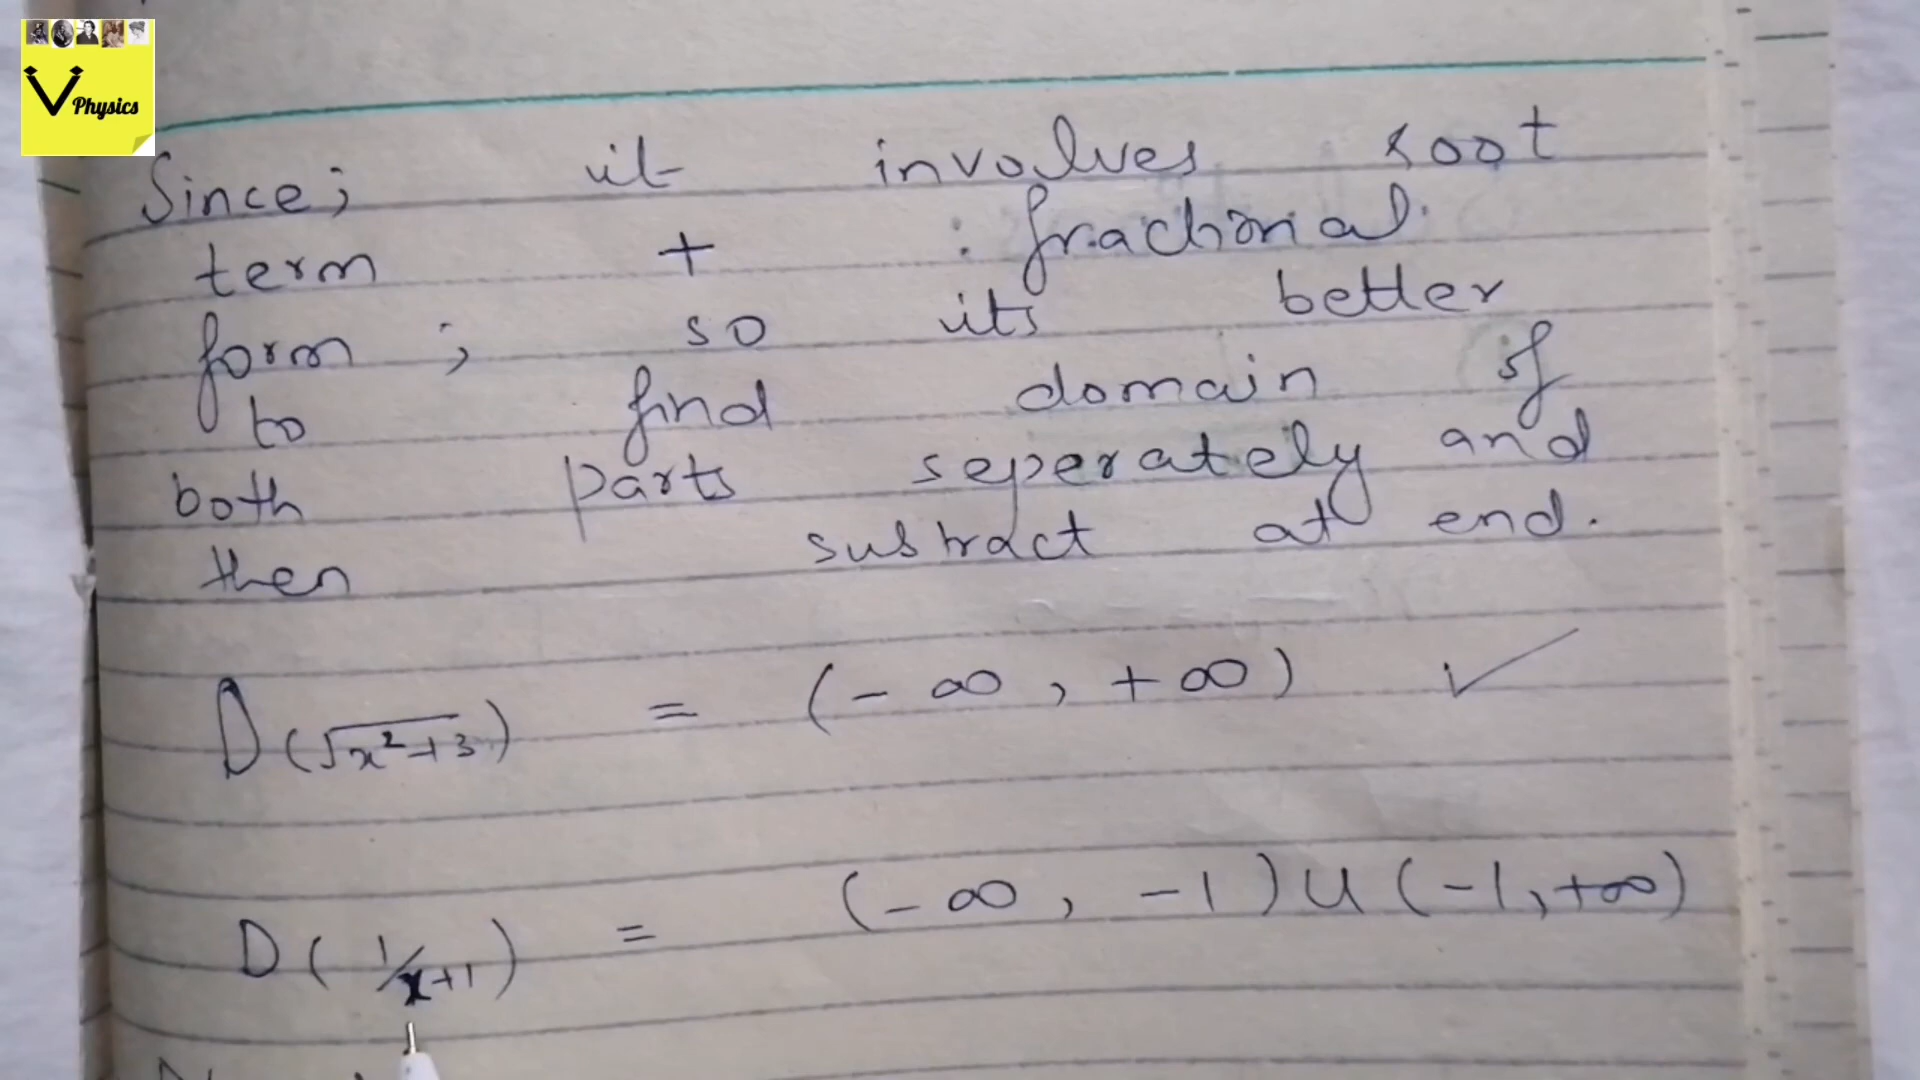 V Physics
Since; it involves root
term + fractional
form ; so its better
to find domain of
both parts seperately and
then substract at end.
D(√x²+3) = (-∞, +∞) ✓
D(1/x+1) = (-∞, -1) U (-1, +∞)